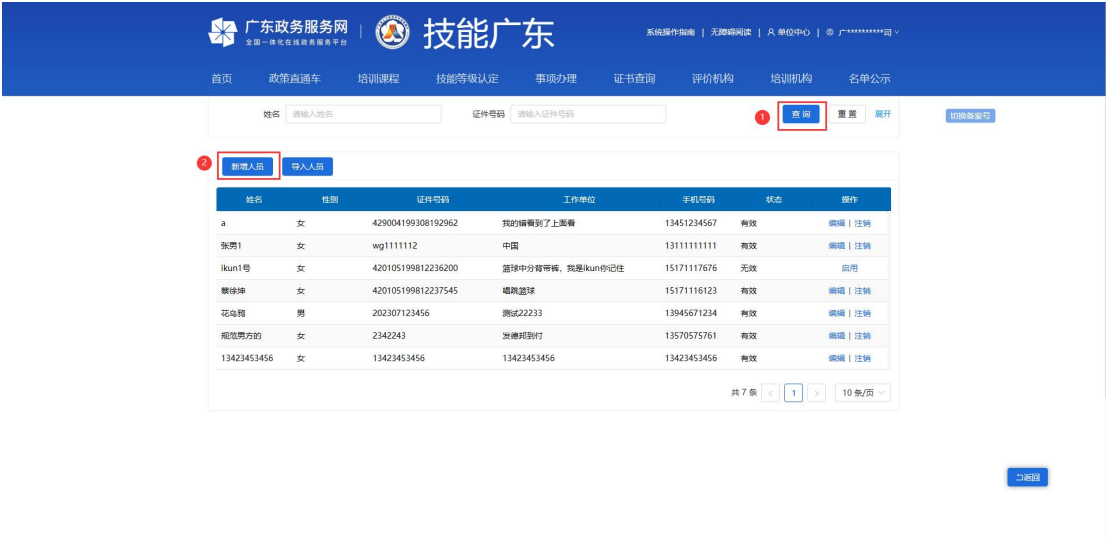 广东政务服务网
全国一体化在线政务服务平台
技能广东
系统操作指南 | 无障碍阅读 | 单位中心 | 广**********司
首页 政策直通车 培训课程 技能等级认定 事项办理 证书查询 评价机构 培训机构 名单公示
姓名 请输入姓名 证件号码 请输入证件号码 1 查询 重置 展开 切换备案号
2 新增人员 导入人员
姓名 性别 证件号码 工作单位 手机号码 状态 操作
a 女 429004199308192962 我的错看到了上面看 13451234567 有效 编辑 | 注销
张男1 女 wg1111112 中国 13111111111 有效 编辑 | 注销
ikun1号 女 420105199812236200 篮球中分背带裤，我是ikun你记住 15171117676 无效 启用
蔡徐坤 女 420105199812237545 唱跳篮球 15171116123 有效 编辑 | 注销
花乌鸦 男 202307123456 测试22233 13945671234 有效 编辑 | 注销
规范男方的 女 2342243 发德邦到付 13570575761 有效 编辑 | 注销
13423453456 女 13423453456 13423453456 13423453456 有效 编辑 | 注销
共 7 条 < 1 > 10 条/页
返回